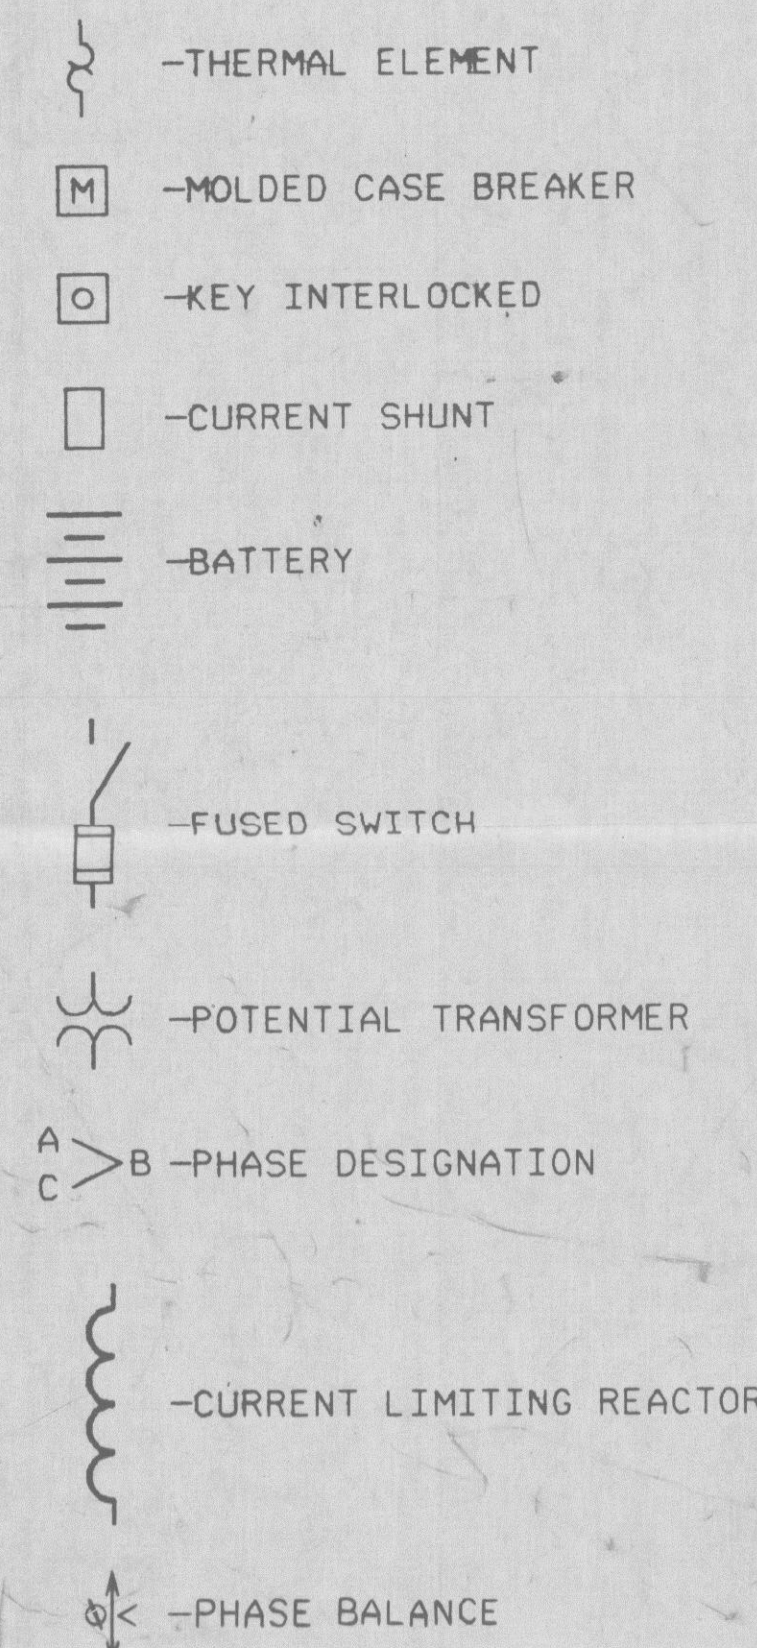 -THERMAL ELEMENT
M -MOLDED CASE BREAKER
-KEY INTERLOCKED
-CURRENT SHUNT
-BATTERY
-FUSED SWITCH
-POTENTIAL TRANSFORMER
A
B -PHASE DESIGNATION
C
-CURRENT LIMITING REACTOR
Φ< -PHASE BALANCE